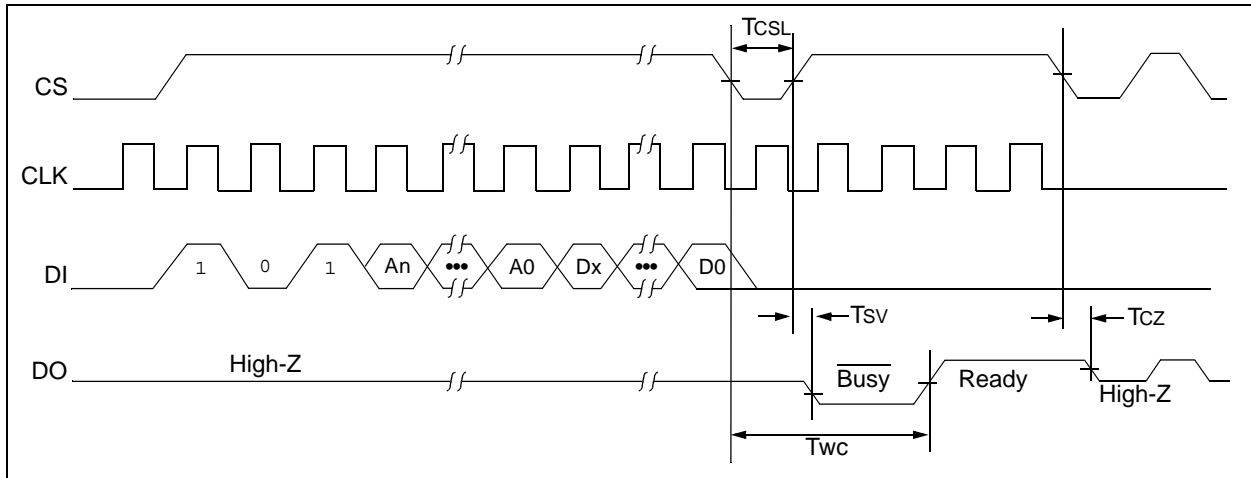 TCSL
CS
CLK
DI 1 0 1 An ••• A0 Dx ••• D0
TSV TCZ
DO High-Z Busy Ready High-Z
TWC